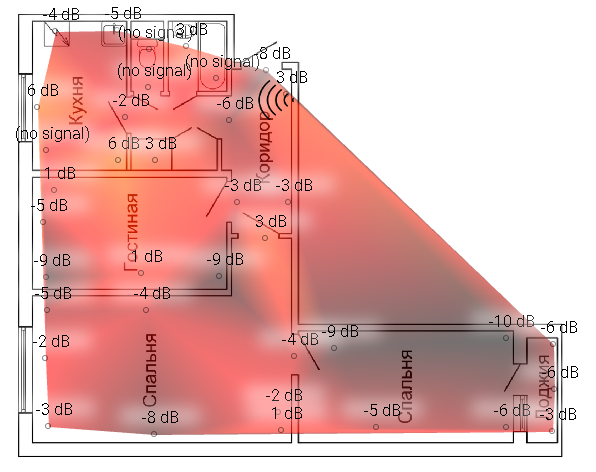 -4 dB
-5 dB
(no signal)
3 dB
(no signal)
(no signal)
8 dB
3 dB
6 dB
Кухня
-2 dB
-6 dB
(no signal)
Коридор
6 dB
3 dB
1 dB
-3 dB
-3 dB
-5 dB
Гостиная
3 dB
-9 dB
1 dB
-9 dB
-5 dB
-4 dB
-2 dB
-4 dB
-9 dB
-10 dB
-6 dB
Спальня
Спальня
Лоджия
6 dB
-3 dB
-8 dB
-2 dB
1 dB
-5 dB
-6 dB
-3 dB